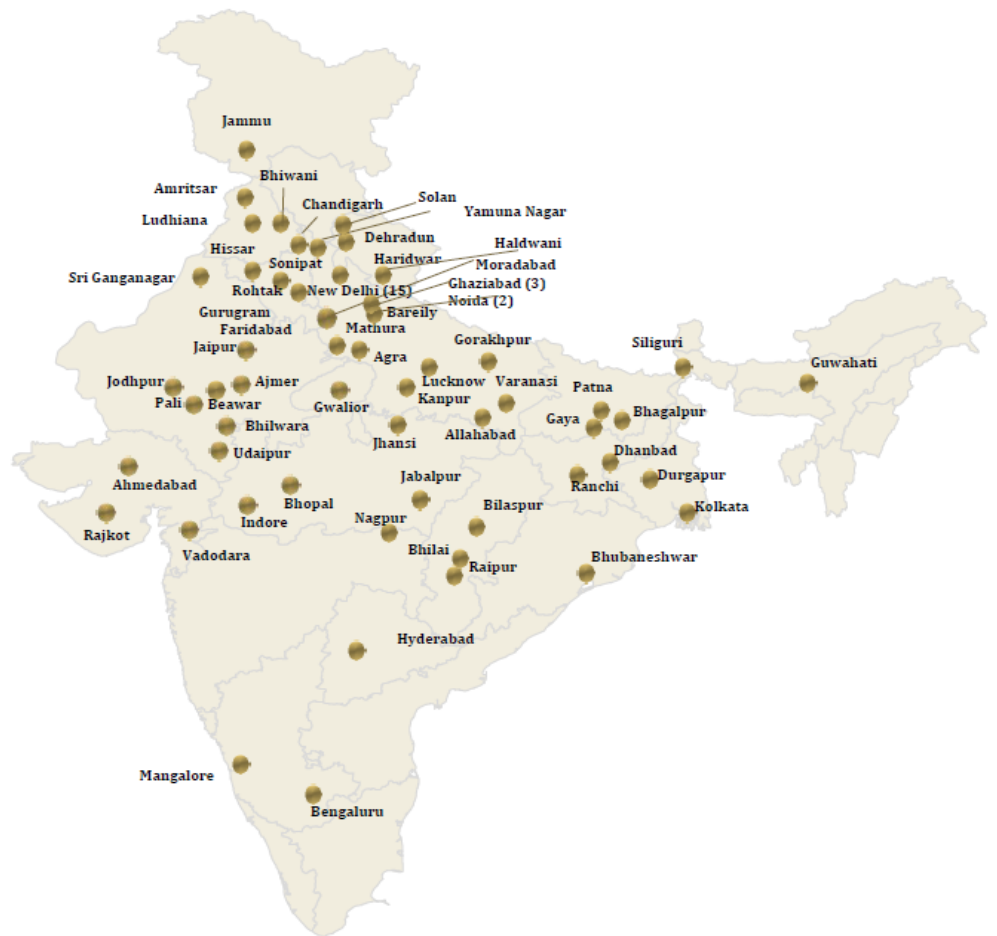 Jammu
Bhiwani
Amritsar
Solan
Chandigarh
Yamuna Nagar
Ludhiana
Dehradun
Haldwani
Hissar
Haridwar
Sonipat
Moradabad
Sri Ganganagar
Ghaziabad (3)
Rohtak
New Delhi (15)
Noida (2)
Gurugram
Bareily
Faridabad
Mathura
Gorakhpur
Siliguri
Jaipur
Agra
Guwahati
Jodhpur
Ajmer
Lucknow
Varanasi
Patna
Kanpur
Pali
Beawar
Gwalior
Bhagalpur
Gaya
Bhilwara
Allahabad
Jhansi
Udaipur
Dhanbad
Ahmedabad
Jabalpur
Durgapur
Ranchi
Bhopal
Bilaspur
Kolkata
Indore
Nagpur
Rajkot
Vadodara
Bhilai
Bhubaneshwar
Raipur
Hyderabad
Mangalore
Bengaluru